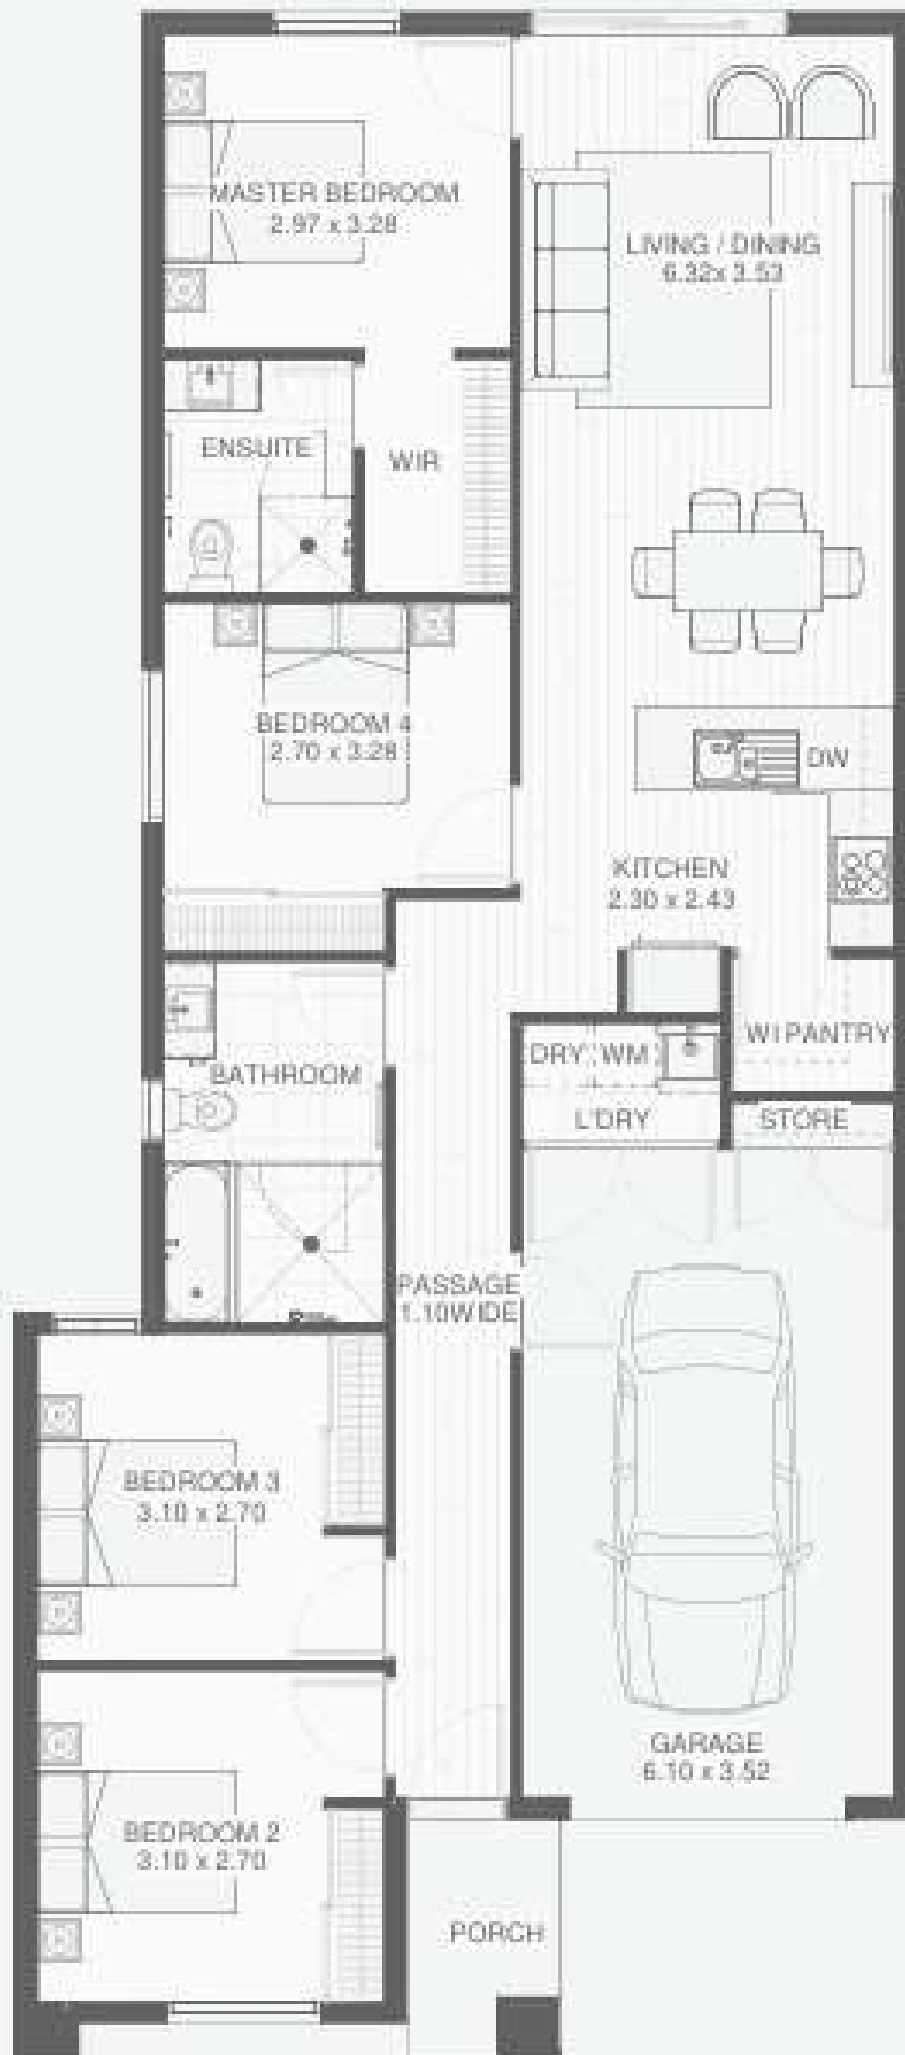 MASTER BEDROOM
2.97 x 3.28
LIVING / DINING
6.32x 3.53
ENSUITE
WIR
BEDROOM 4
2.70 x 3.28
DW
KITCHEN
2.30 x 2.43
WI PANTRY
DRY WM
L'DRY
STORE
BATHROOM
PASSAGE
1.10WIDE
BEDROOM 3
3.10 x 2.70
GARAGE
6.10 x 3.52
BEDROOM 2
3.10 x 2.70
PORCH